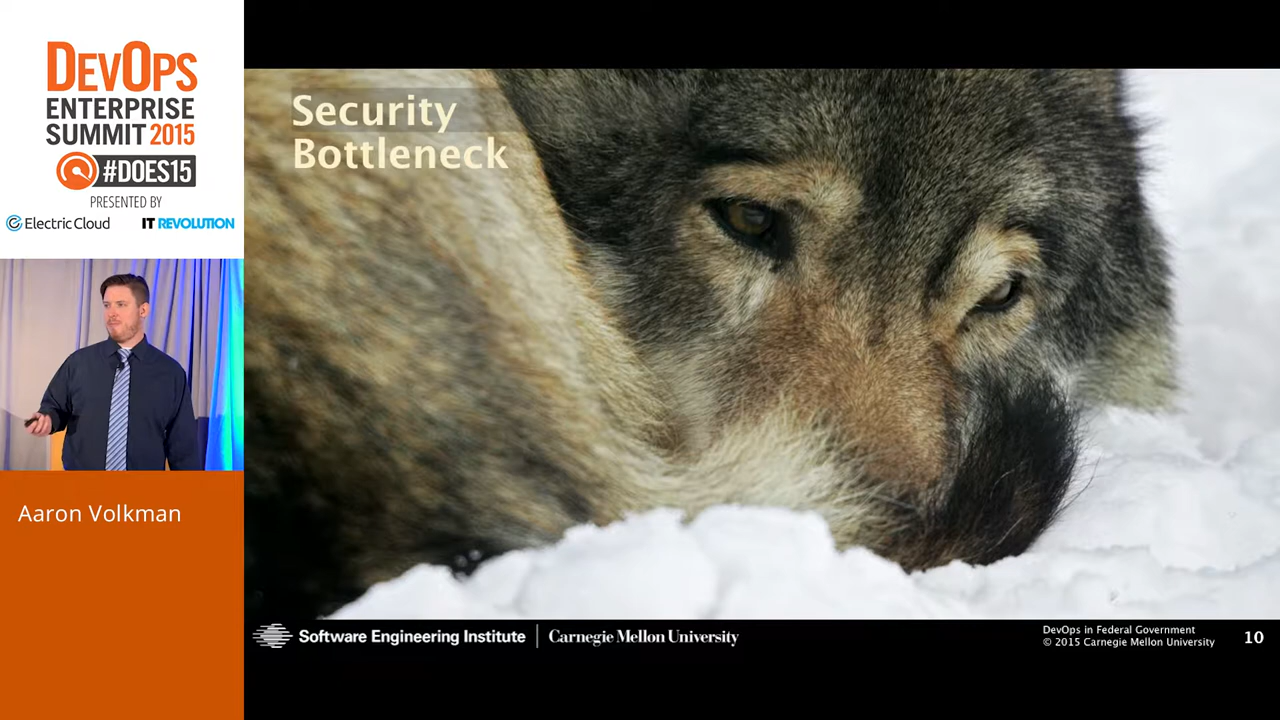 DEVOPS
ENTERPRISE
SUMMIT 2015
#DOES15
PRESENTED BY
Electric Cloud
IT REVOLUTION
Aaron Volkman
Security
Bottleneck
Software Engineering Institute
Carnegie Mellon University
DevOps in Federal Government
© 2015 Carnegie Mellon University
10